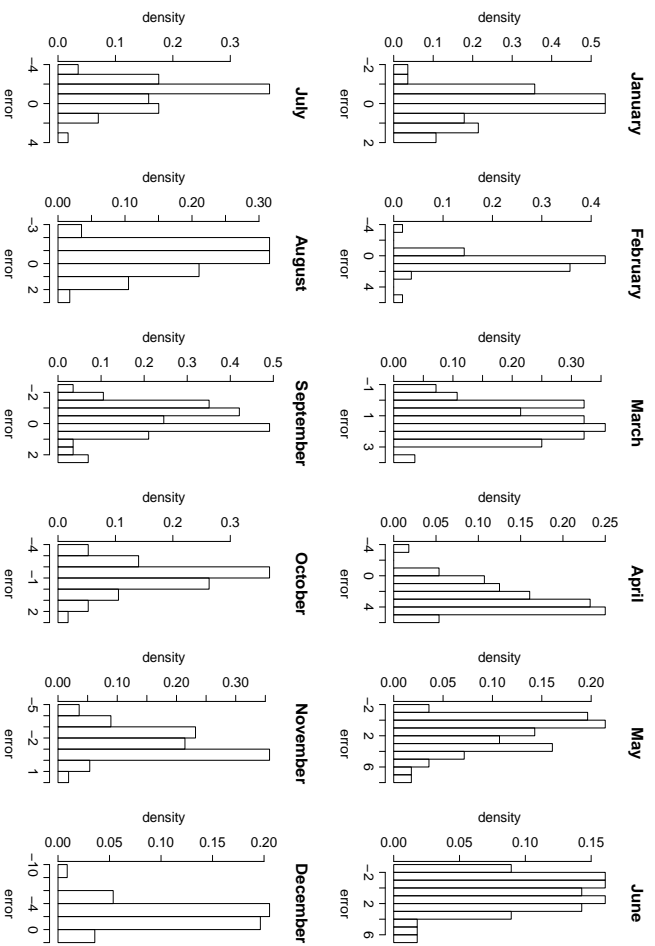 January
density
0.0 0.1 0.2 0.3 0.4 0.5
-2 0 2
error
February
density
0.0 0.1 0.2 0.3 0.4
-4 0 4
error
March
density
0.00 0.10 0.20 0.30
-1 1 3
error
April
density
0.00 0.05 0.10 0.15 0.20 0.25
-4 0 4
error
May
density
0.00 0.05 0.10 0.15 0.20
-2 2 6
error
June
density
0.00 0.05 0.10 0.15
-2 2 6
error
July
density
0.0 0.1 0.2 0.3
-4 0 4
error
August
density
0.00 0.10 0.20 0.30
-3 0 2
error
September
density
0.0 0.1 0.2 0.3 0.4 0.5
-2 0 2
error
October
density
0.0 0.1 0.2 0.3
-4 -1 2
error
November
density
0.00 0.10 0.20 0.30
-5 -2 1
error
December
density
0.00 0.05 0.10 0.15 0.20
-10 -4 0
error